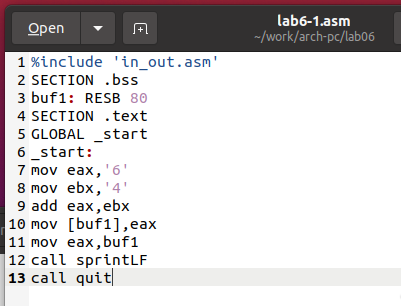 Open
lab6-1.asm
~/work/arch-pc/lab06
1 %include 'in_out.asm'
2 SECTION .bss
3 buf1: RESB 80
4 SECTION .text
5 GLOBAL _start
6 _start:
7 mov eax,'6'
8 mov ebx,'4'
9 add eax,ebx
10 mov [buf1],eax
11 mov eax,buf1
12 call sprintLF
13 call quit